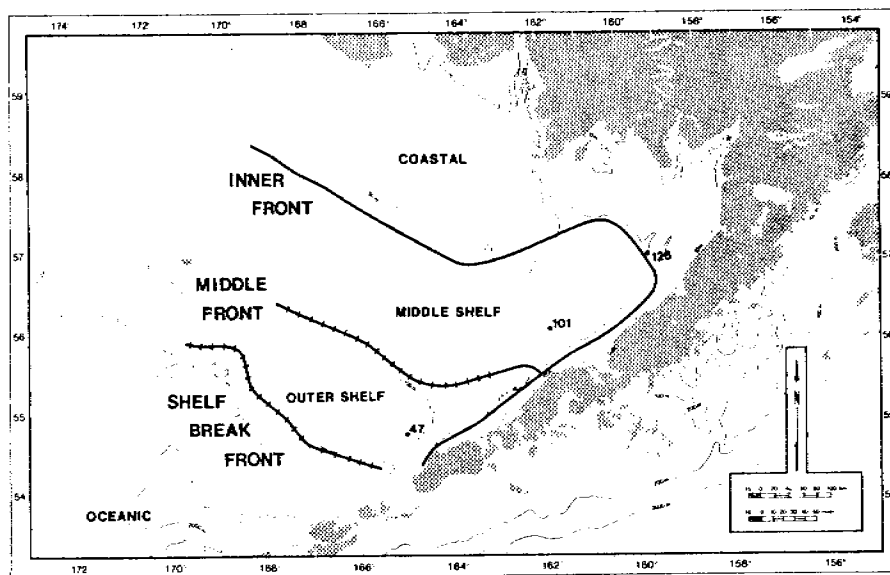 174° 170° 168° 166° 164° 162° 160° 158° 156° 154°
59
58
57
56
55
54
COASTAL
INNER
FRONT
125
MIDDLE
FRONT
MIDDLE SHELF
101
OUTER SHELF
SHELF
BREAK
FRONT
47
OCEANIC
172° 170° 168° 166° 164° 162° 160° 158° 156°